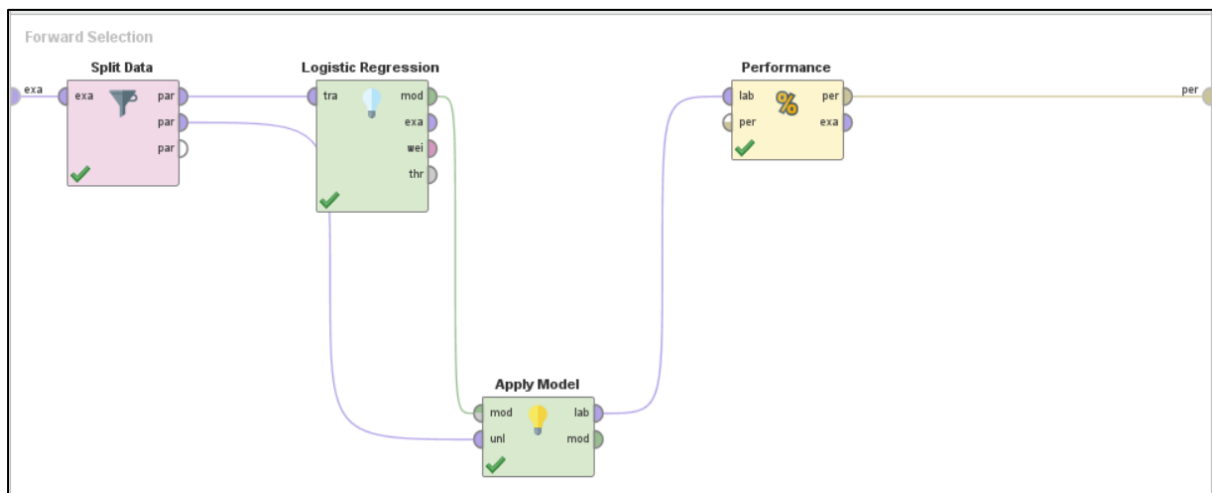 Forward Selection
Split Data
exa
exa
par
par
par
Logistic Regression
tra
mod
exa
wei
thr
Performance
%
lab
per
per
exa
per
Apply Model
mod
lab
unl
mod